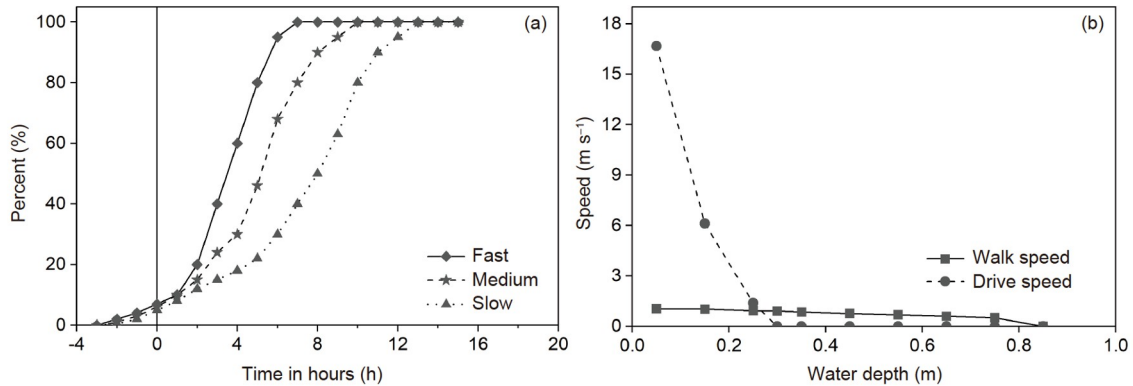 (a)
100
80
60
40
20
0
Percent (%)
-4
0
4
8
12
16
20
Time in hours (h)
Fast
Medium
Slow
(b)
18
15
12
9
6
3
0
Speed (m s⁻¹)
0.0
0.2
0.4
0.6
0.8
1.0
Water depth (m)
Walk speed
Drive speed